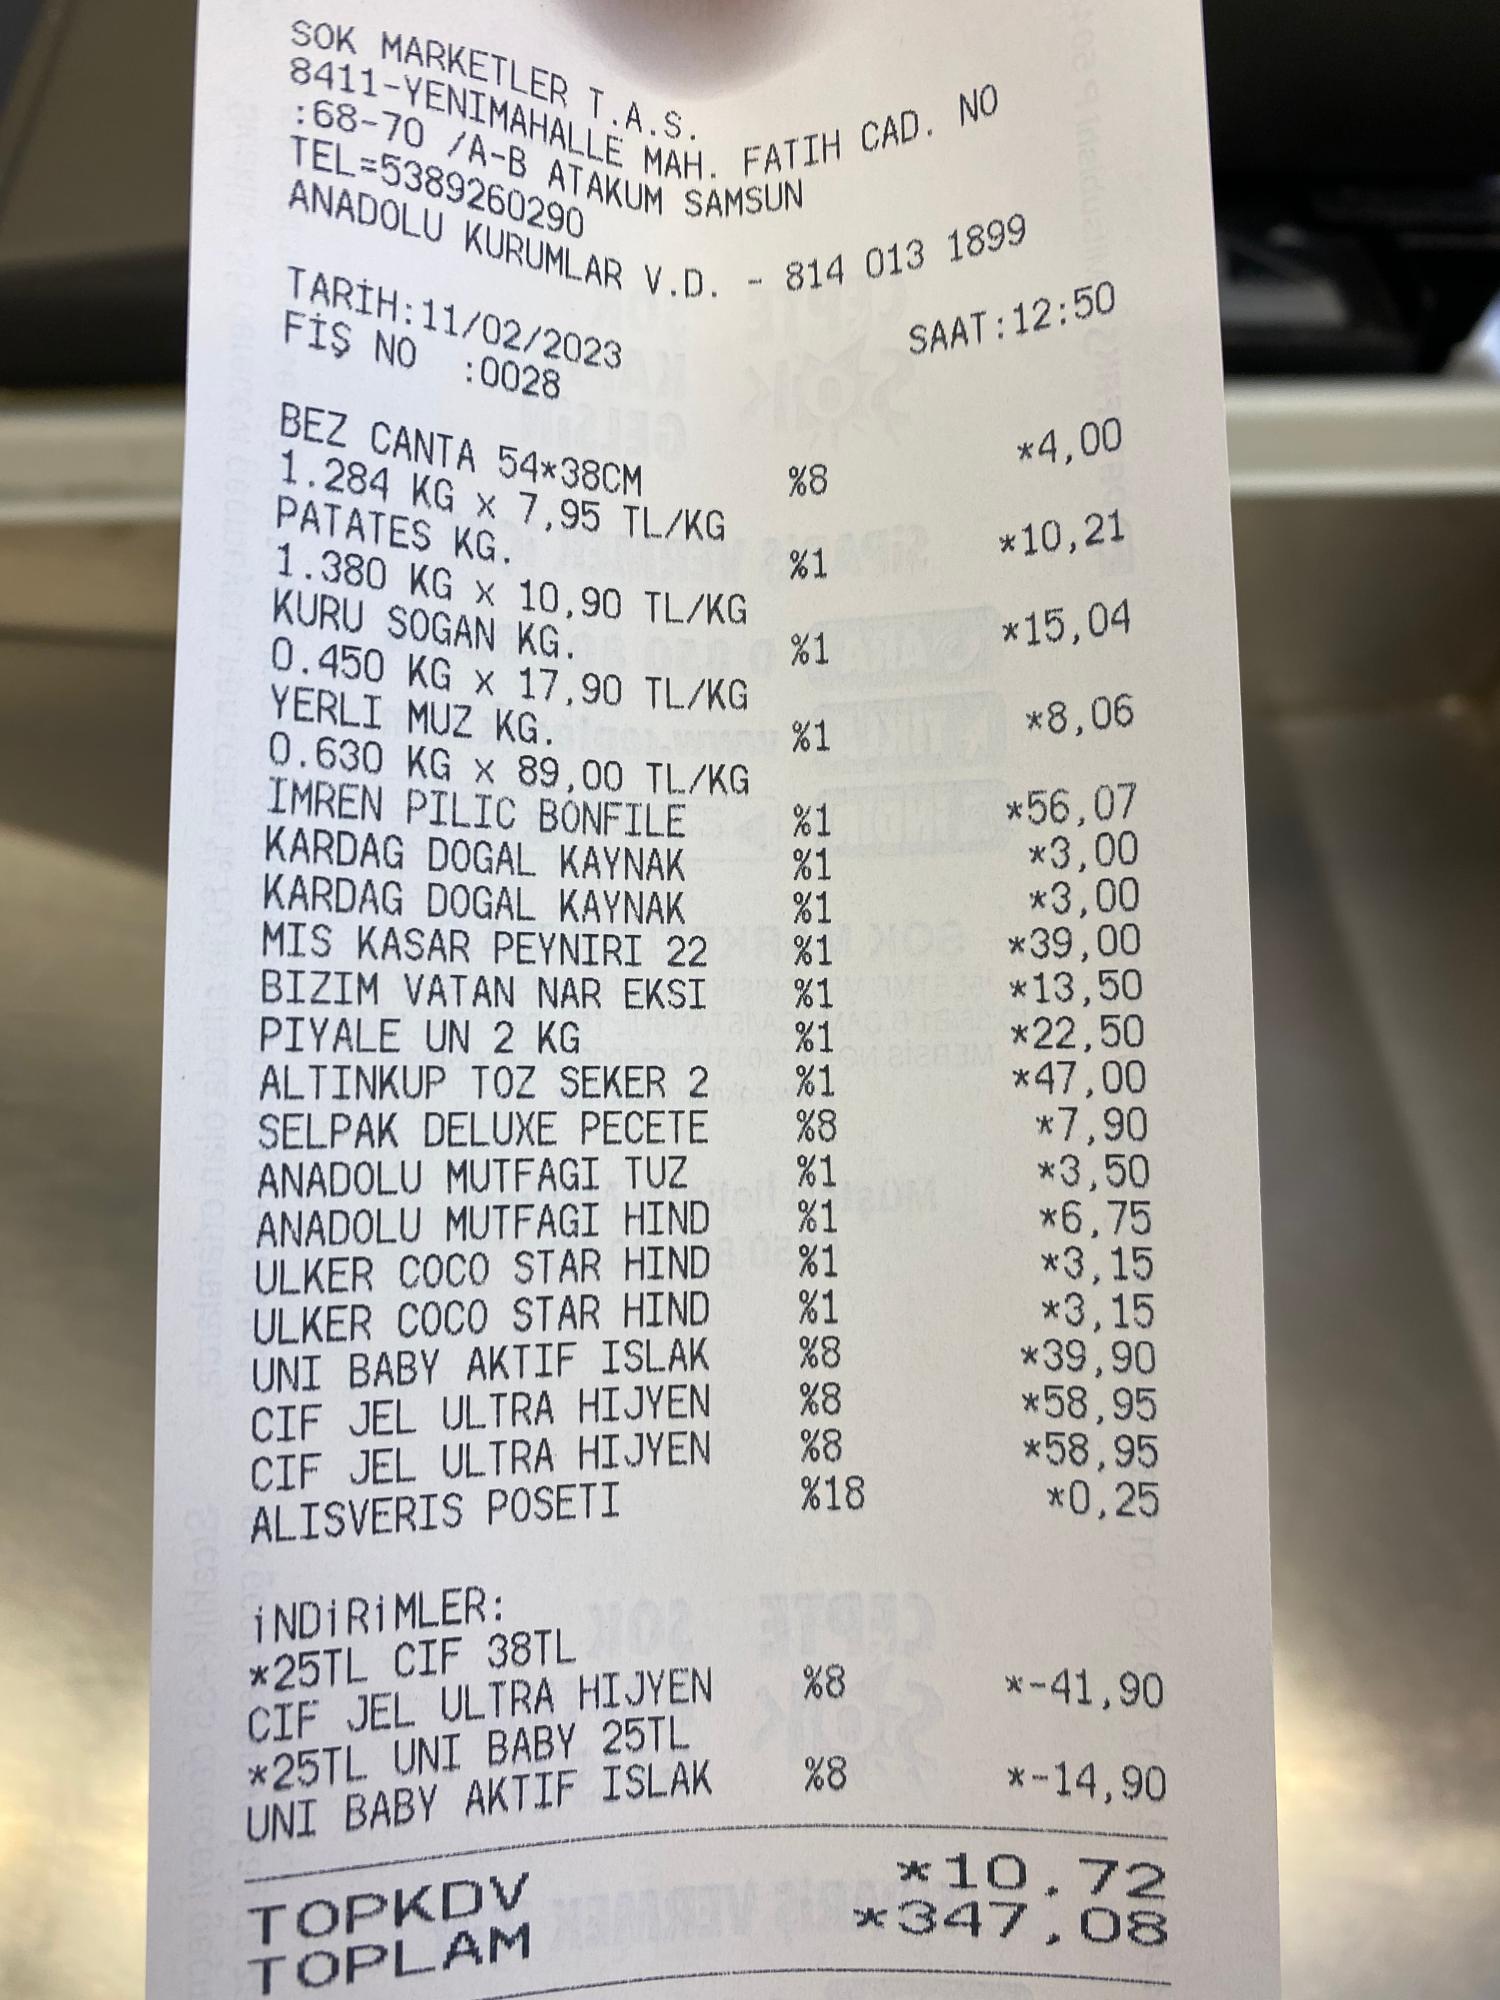 SOK MARKETLER T.A.S.
8411-YENIMAHALLE MAH. FATIH CAD. NO
:68-70 /A-B ATAKUM SAMSUN
TEL=5389260290
ANADOLU KURUMLAR V.D. - 814 013 1899
TARİH:11/02/2023 SAAT:12:50
FİŞ NO :0028
BEZ CANTA 54*38CM %8 *4,00
1.284 KG x 7,95 TL/KG
PATATES KG. %1 *10,21
1.380 KG x 10,90 TL/KG
KURU SOGAN KG. %1 *15,04
0.450 KG x 17,90 TL/KG
YERLI MUZ KG. %1 *8,06
0.630 KG x 89,00 TL/KG
IMREN PILIC BONFILE %1 *56,07
KARDAG DOGAL KAYNAK %1 *3,00
KARDAG DOGAL KAYNAK %1 *3,00
MIS KASAR PEYNIRI 22 %1 *39,00
BIZIM VATAN NAR EKSI %1 *13,50
PIYALE UN 2 KG %1 *22,50
ALTINKUP TOZ SEKER 2 %1 *47,00
SELPAK DELUXE PECETE %8 *7,90
ANADOLU MUTFAGI TUZ %1 *3,50
ANADOLU MUTFAGI HIND %1 *6,75
ULKER COCO STAR HIND %1 *3,15
ULKER COCO STAR HIND %1 *3,15
UNI BABY AKTIF ISLAK %8 *39,90
CIF JEL ULTRA HIJYEN %8 *58,95
CIF JEL ULTRA HIJYEN %8 *58,95
ALISVERIS POSETI %18 *0,25
iNDiRiMLER:
*25TL CIF 38TL
CIF JEL ULTRA HIJYEN %8 *-41,90
*25TL UNI BABY 25TL
UNI BABY AKTIF ISLAK %8 *-14,90
TOPKDV *10,72
TOPLAM *347,08